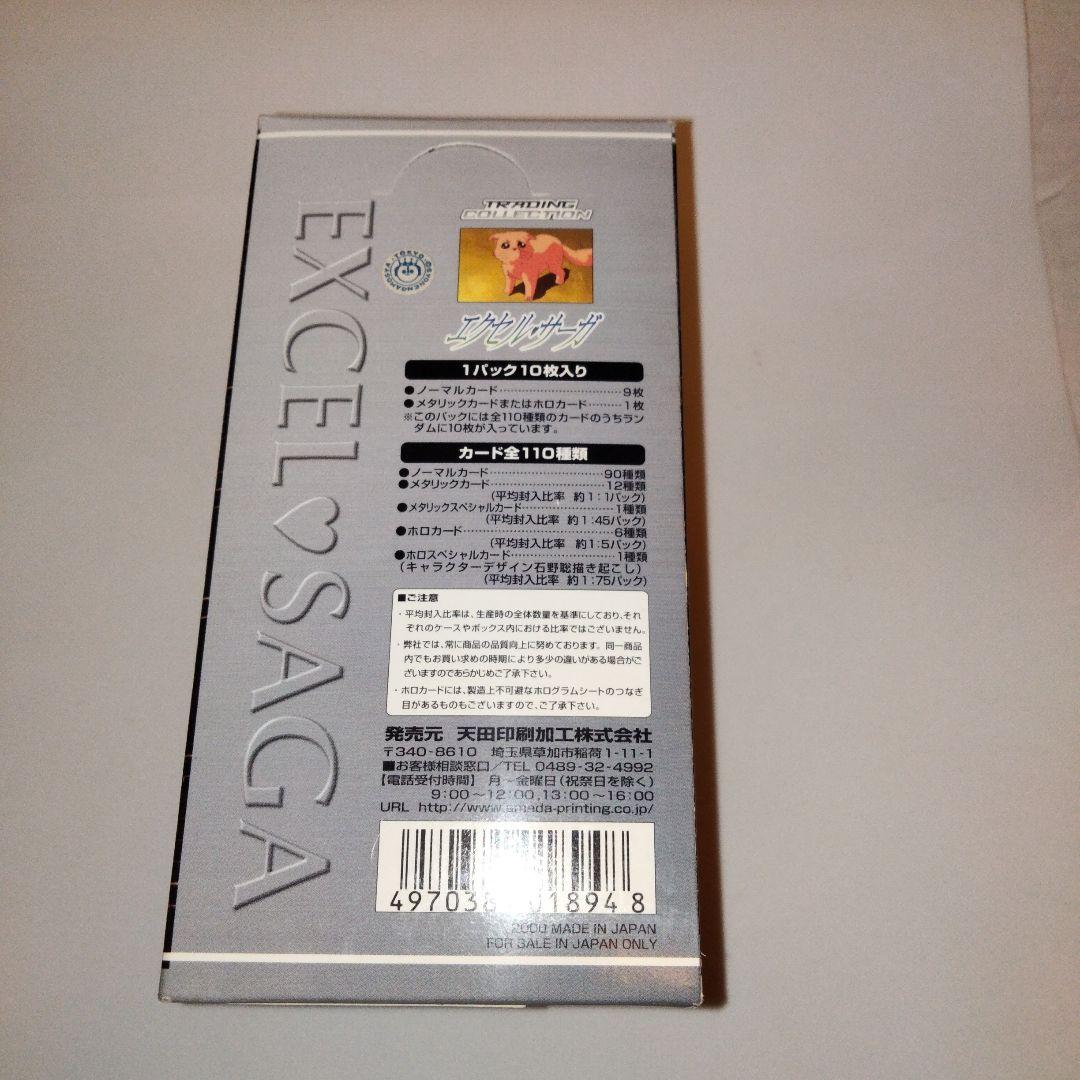 EXCEL♡SAGA
TRADING
COLLECTION
エクセル・サーガ
1パック10枚入り
●ノーマルカード……………………………9枚
●メタリックカードまたはホロカード………1枚
※このパックには全110種類のカードのうちラン
ダムに10枚が入っています。
カード全110種類
●ノーマルカード……………………………90種類
●メタリックカード…………………………12種類
(平均封入比率 約1:1パック)
●メタリックスペシャルカード………………1種類
(平均封入比率 約1:45パック)
●ホロカード…………………………………6種類
(平均封入比率 約1:5パック)
●ホロスペシャルカード……………………1種類
(キャラクターデザイン石野聡描き起こし)
(平均封入比率 約1:75パック)
■ご注意
・平均封入比率は、生産時の全体数量を基準にしており、それ
ぞれのケースやボックス内における比率ではございません。
・弊社では、常に商品の品質向上に努めております。同一商品
内でもお買い求めの時期により多少の違いがある場合がご
ざいますのであらかじめご了承下さい。
・ホロカードには、製造上不可避なホログラムシートのつなぎ
目があるものもございますので、ご了承下さい。
発売元 天田印刷加工株式会社
〒340-8610 埼玉県草加市稲荷1-11-1
■お客様相談窓口/TEL 0489-32-4992
【電話受付時間】 月~金曜日(祝祭日を除く)
9:00~12:00,13:00~16:00
URL http://www.amada-printing.co.jp/
497038 01894 8
2000 MADE IN JAPAN
FOR SALE IN JAPAN ONLY